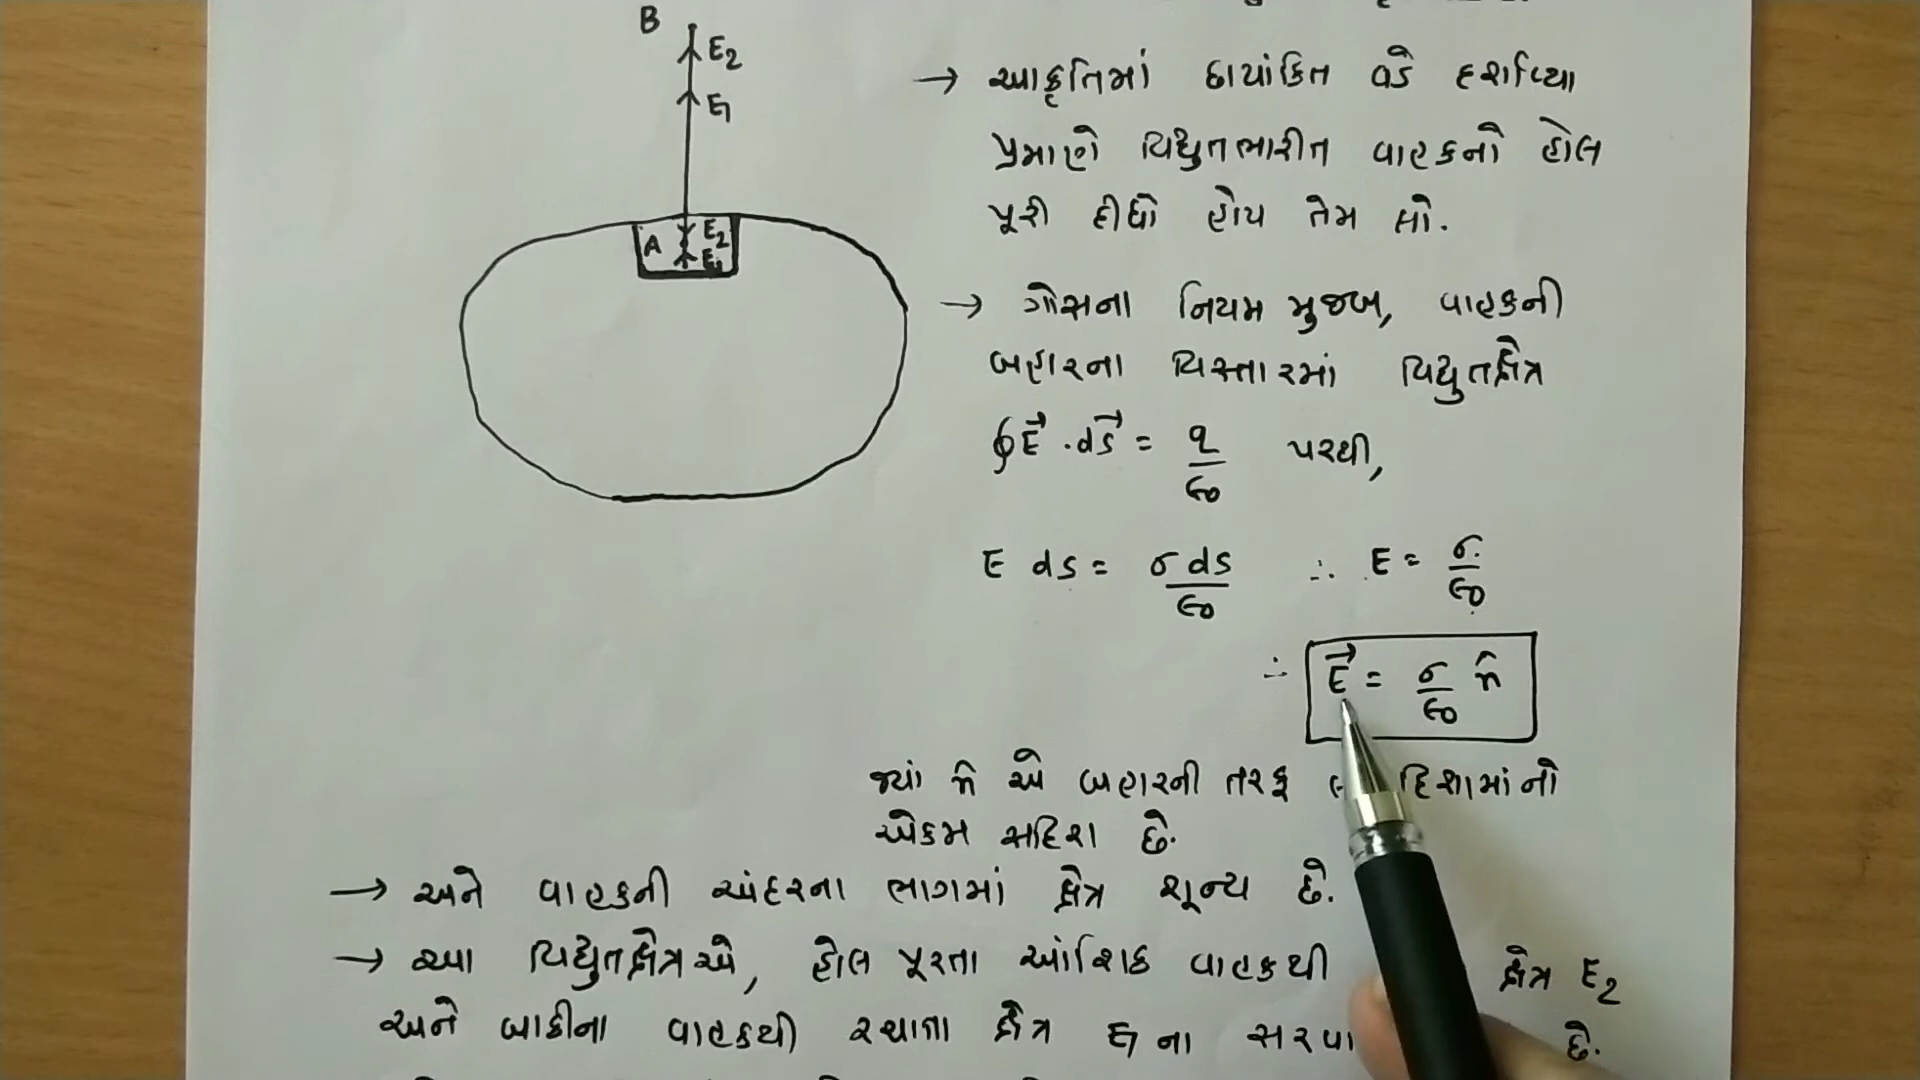 B
E₂
E₁
A
E₂
E₁
→ આકૃતિમાં છાયાંકિત વડે દર્શાવ્યા
પ્રમાણે વિદ્યુતભારીત વાહકનો હોલ
પૂરી દીધો હોય તેમ લો.
→ ગોસના નિયમ મુજબ, વાહકની
બહારના વિસ્તારમાં વિદ્યુતક્ષેત્ર
∮E⃗ · dS⃗ = q/ε₀ પરથી,
E ds = σ ds/ε₀ ∴ E = σ/ε₀
∴ E⃗ = σ/ε₀ n̂
જ્યાં n̂ એ બહારની તરફ દિશામાંનો
એકમ સદિશ છે.
→ અને વાહકની અંદરના ભાગમાં ક્ષેત્ર શૂન્ય છે.
→ આ વિદ્યુતક્ષેત્રએ, હોલ પૂરતા આંશિક વાહકથી ક્ષેત્ર E₂
અને બાકીના વાહકથી રચાતા ક્ષેત્ર E₁ ના છે.